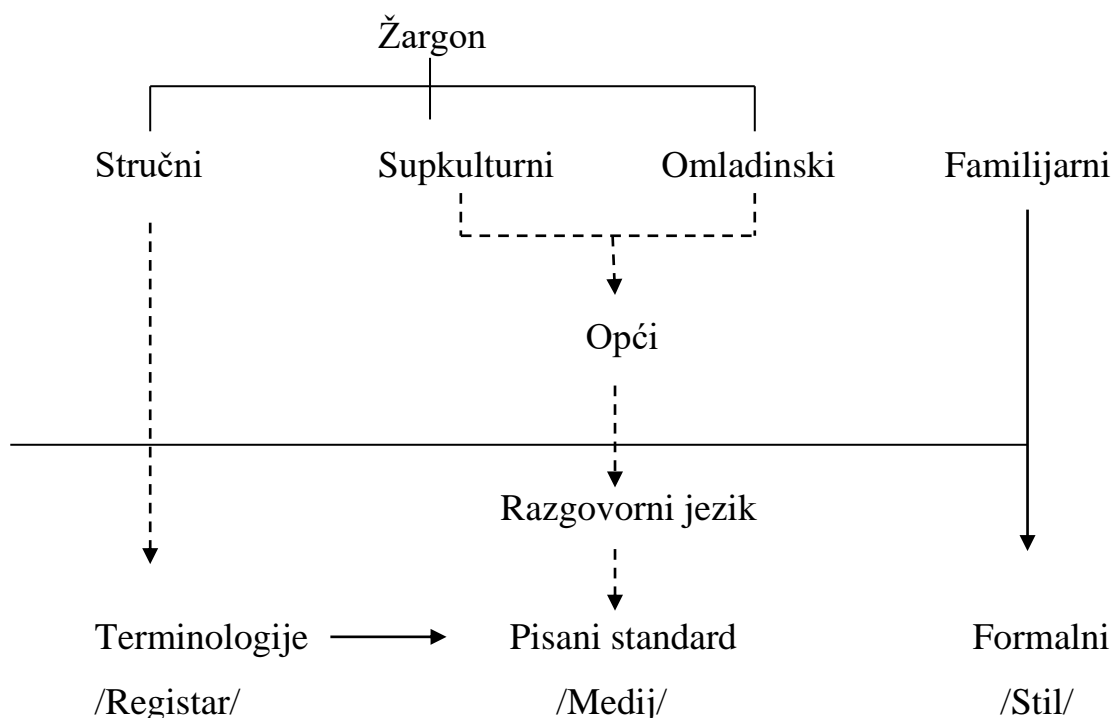 Žargon
Stručni Supkulturni Omladinski Familijarni
Opći
Razgovorni jezik
Terminologije Pisani standard Formalni
/Registar/ /Medij/ /Stil/